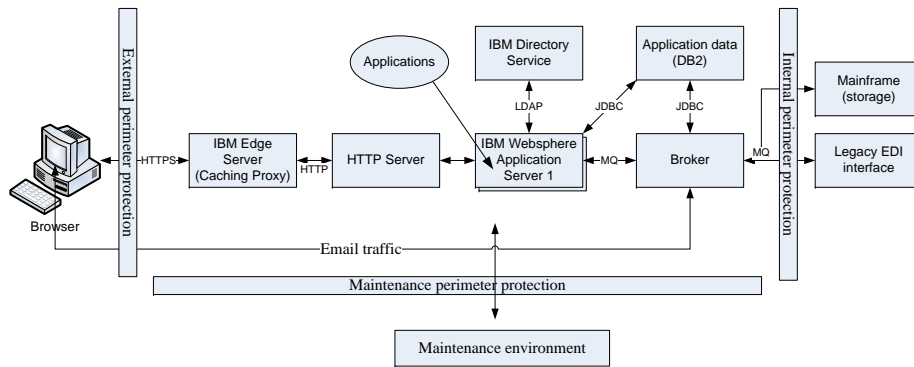 External perimeter protection
Internal perimeter protection
Applications
IBM Directory
Service
Application data
(DB2)
Mainframe
(storage)
LDAP
JDBC
JDBC
HTTPS
IBM Edge
Server
(Caching Proxy)
HTTP
HTTP Server
IBM Websphere
Application
Server 1
MQ
Broker
MQ
Legacy EDI
interface
Browser
Email traffic
Maintenance perimeter protection
Maintenance environment